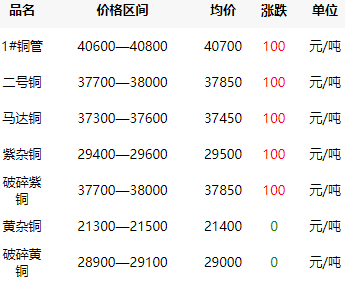 品名 价格区间 均价 涨跌 单位
1#铜管 40600—40800 40700 100 元/吨
二号铜 37700—38000 37850 100 元/吨
马达铜 37300—37600 37450 100 元/吨
紫杂铜 29400—29600 29500 100 元/吨
破碎紫铜 37700—38000 37850 100 元/吨
黄杂铜 21300—21500 21400 0 元/吨
破碎黄铜 28900—29100 29000 0 元/吨